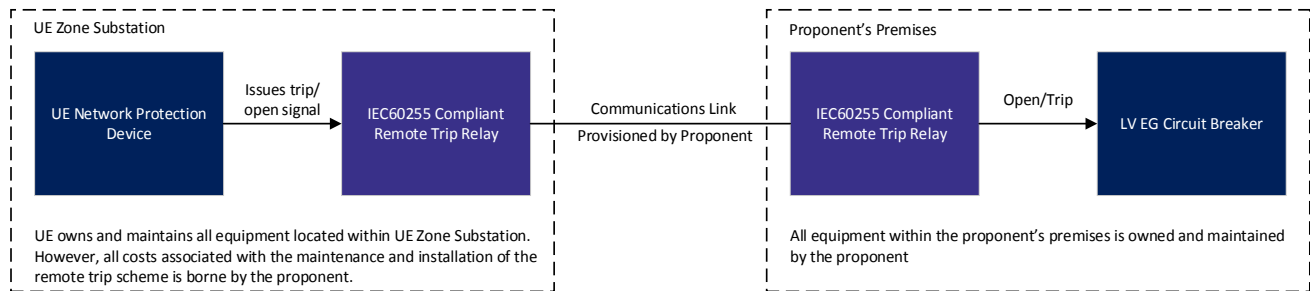 UE Zone Substation
UE Network Protection
Device
Issues trip/
open signal
IEC60255 Compliant
Remote Trip Relay
Communications Link
Provisioned by Proponent
UE owns and maintains all equipment located within UE Zone Substation.
However, all costs associated with the maintenance and installation of the
remote trip scheme is borne by the proponent.
Proponent’s Premises
IEC60255 Compliant
Remote Trip Relay
Open/Trip
LV EG Circuit Breaker
All equipment within the proponent’s premises is owned and maintained
by the proponent